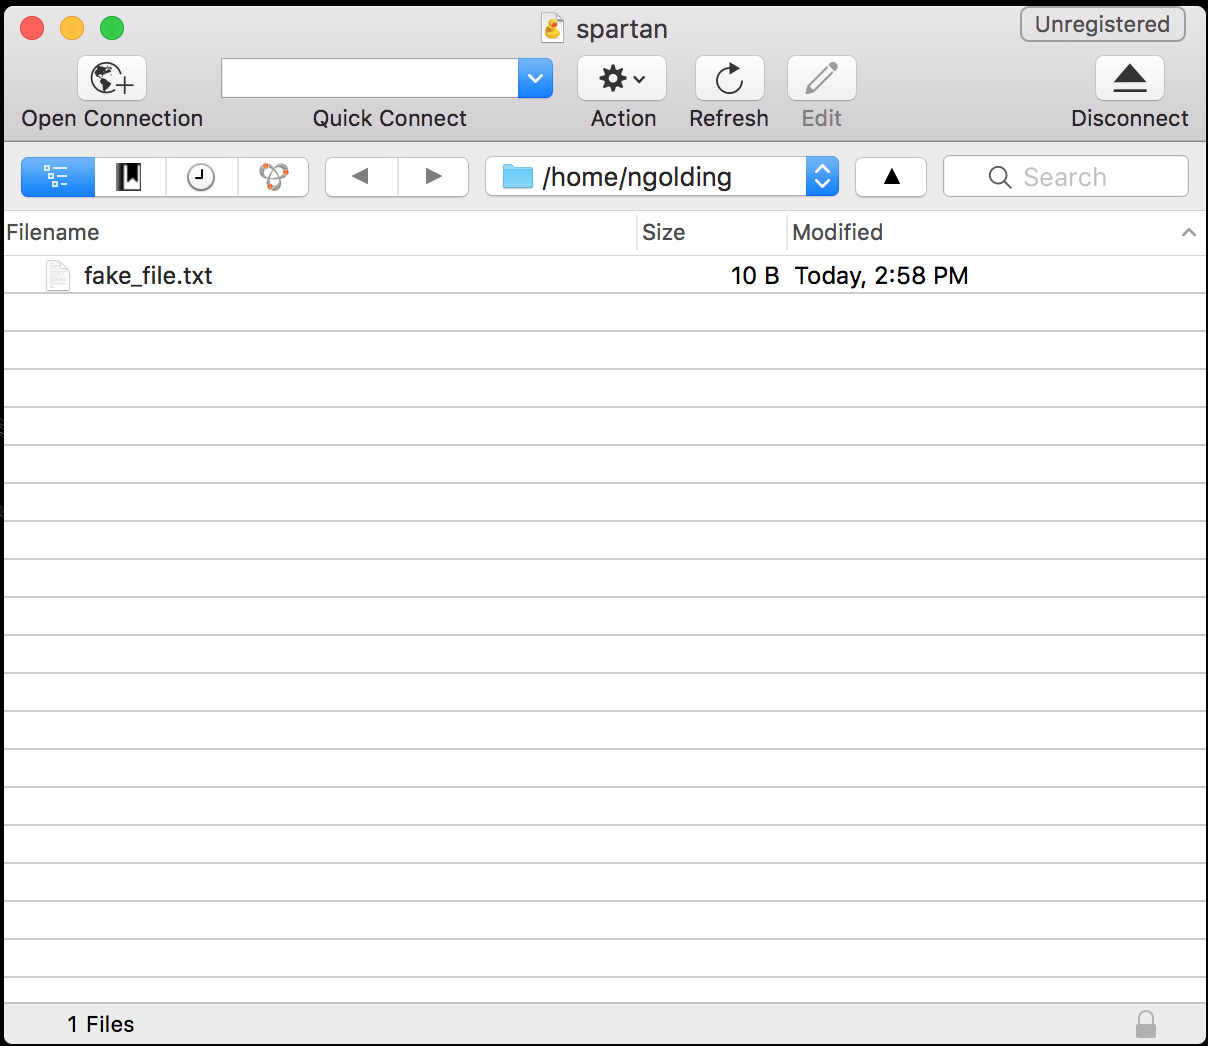 spartan
Unregistered
Open Connection
Quick Connect
Action
Refresh
Edit
Disconnect
/home/ngolding
Search
Filename Size Modified
fake_file.txt 10 B Today, 2:58 PM
1 Files